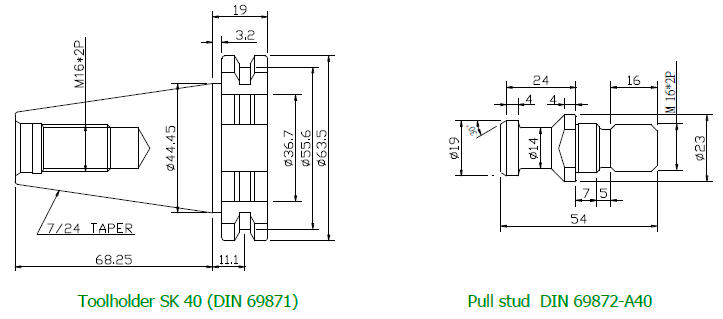 19
3.2
M16*2P
ø44.45
ø36.7
ø55.6
ø63.5
7/24 TAPER
68.25
11.1
Toolholder SK 40 (DIN 69871)
24
16
4
4
M 16*2P
30°
ø19
ø14
ø23
7
5
54
Pull stud DIN 69872-A40